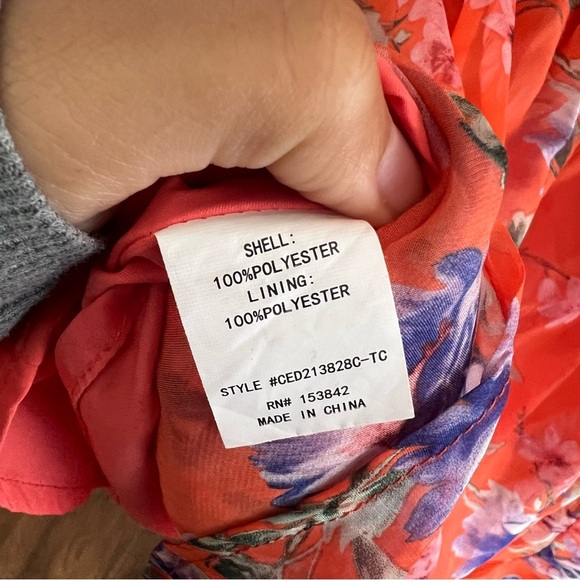 SHELL:
100%POLYESTER
LINING:
100%POLYESTER
STYLE #CED213828C-TC
RN# 153842
MADE IN CHINA